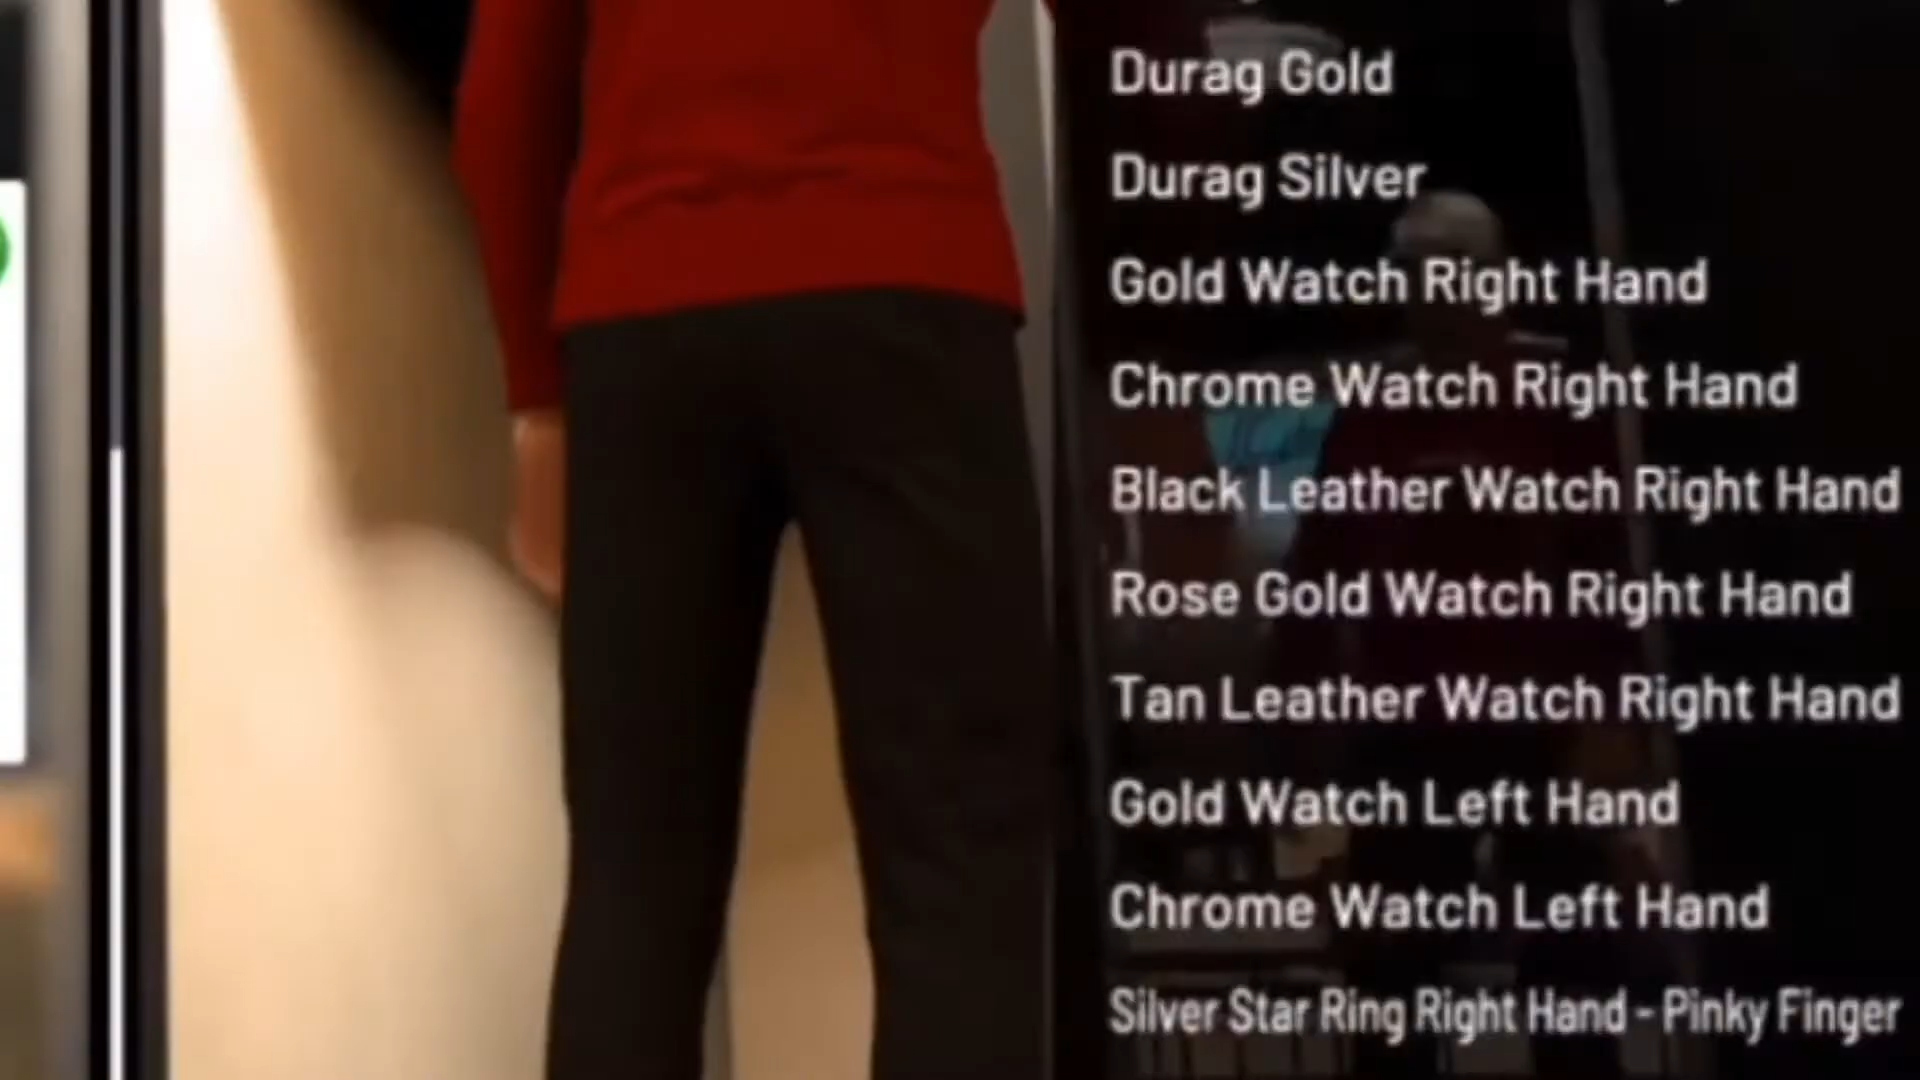 Durag Gold
Durag Silver
Gold Watch Right Hand
Chrome Watch Right Hand
Black Leather Watch Right Hand
Rose Gold Watch Right Hand
Tan Leather Watch Right Hand
Gold Watch Left Hand
Chrome Watch Left Hand
Silver Star Ring Right Hand - Pinky Finger